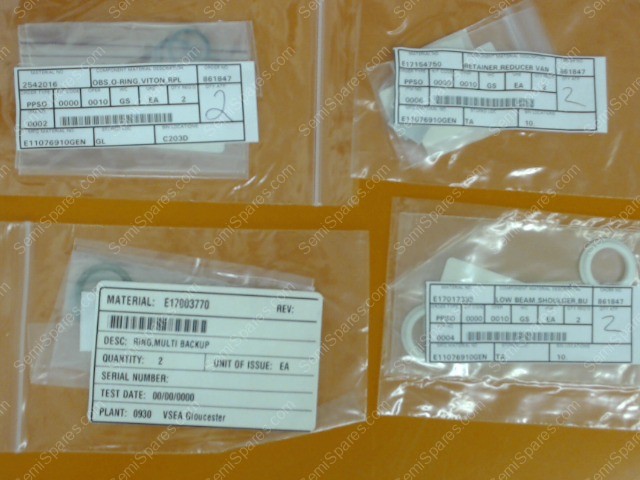 2542016 OBS,O-RING,VITON,RPL 861847
PPSO 0000 0010 GS EA 2
0002
2
E11076910GEN GL C203D
E12154750 RETAINER,REDUCER,VAN 861847
PPSO 0000 0010 GS EA 2
0006
2
E11076910GEN TA 10.
MATERIAL: E17003770 REV:
DESC: RING,MULTI BACKUP
QUANTITY: 2 UNIT OF ISSUE: EA
SERIAL NUMBER:
TEST DATE: 00/00/0000
PLANT: 0930 VSEA Gloucester
LOW BEAM,SHOULDER,BU 861847
PPSO 0000 0010 GS EA 2
0004
2
E11076910GEN TA 10.
SemiSpares.com